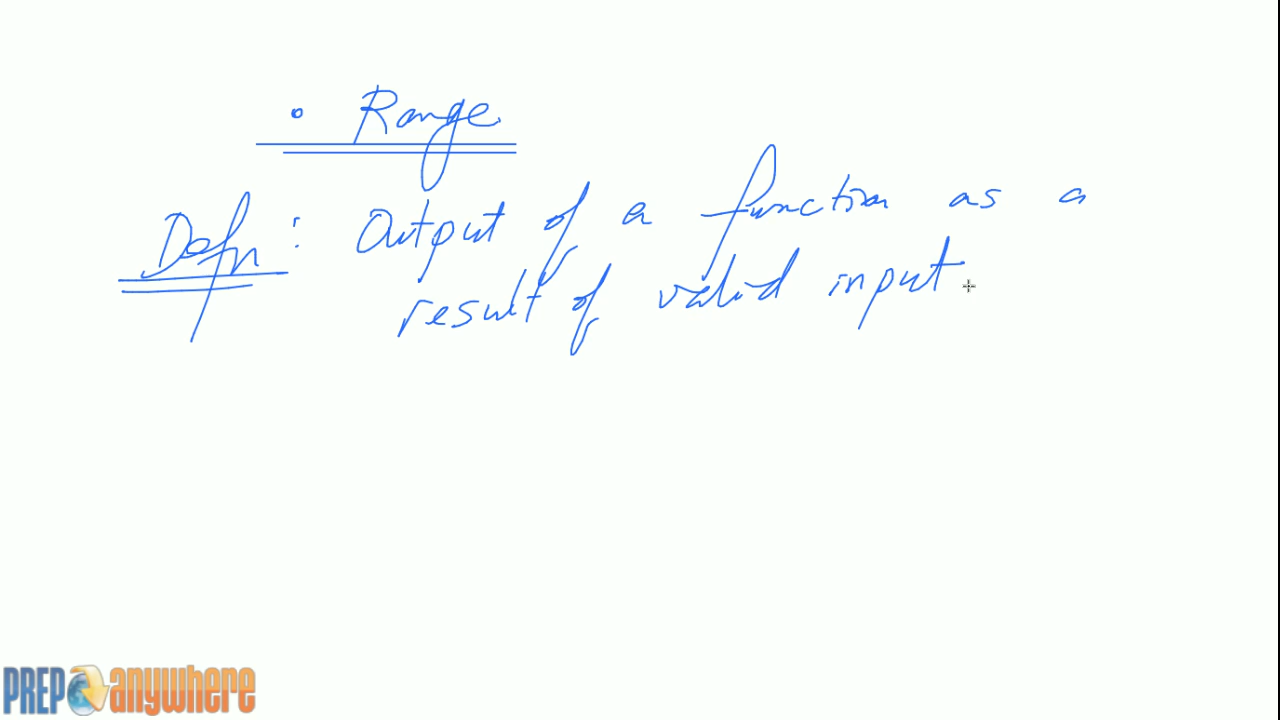 • Range
Defn: Output of a function as a
result of valid input
PREP anywhere